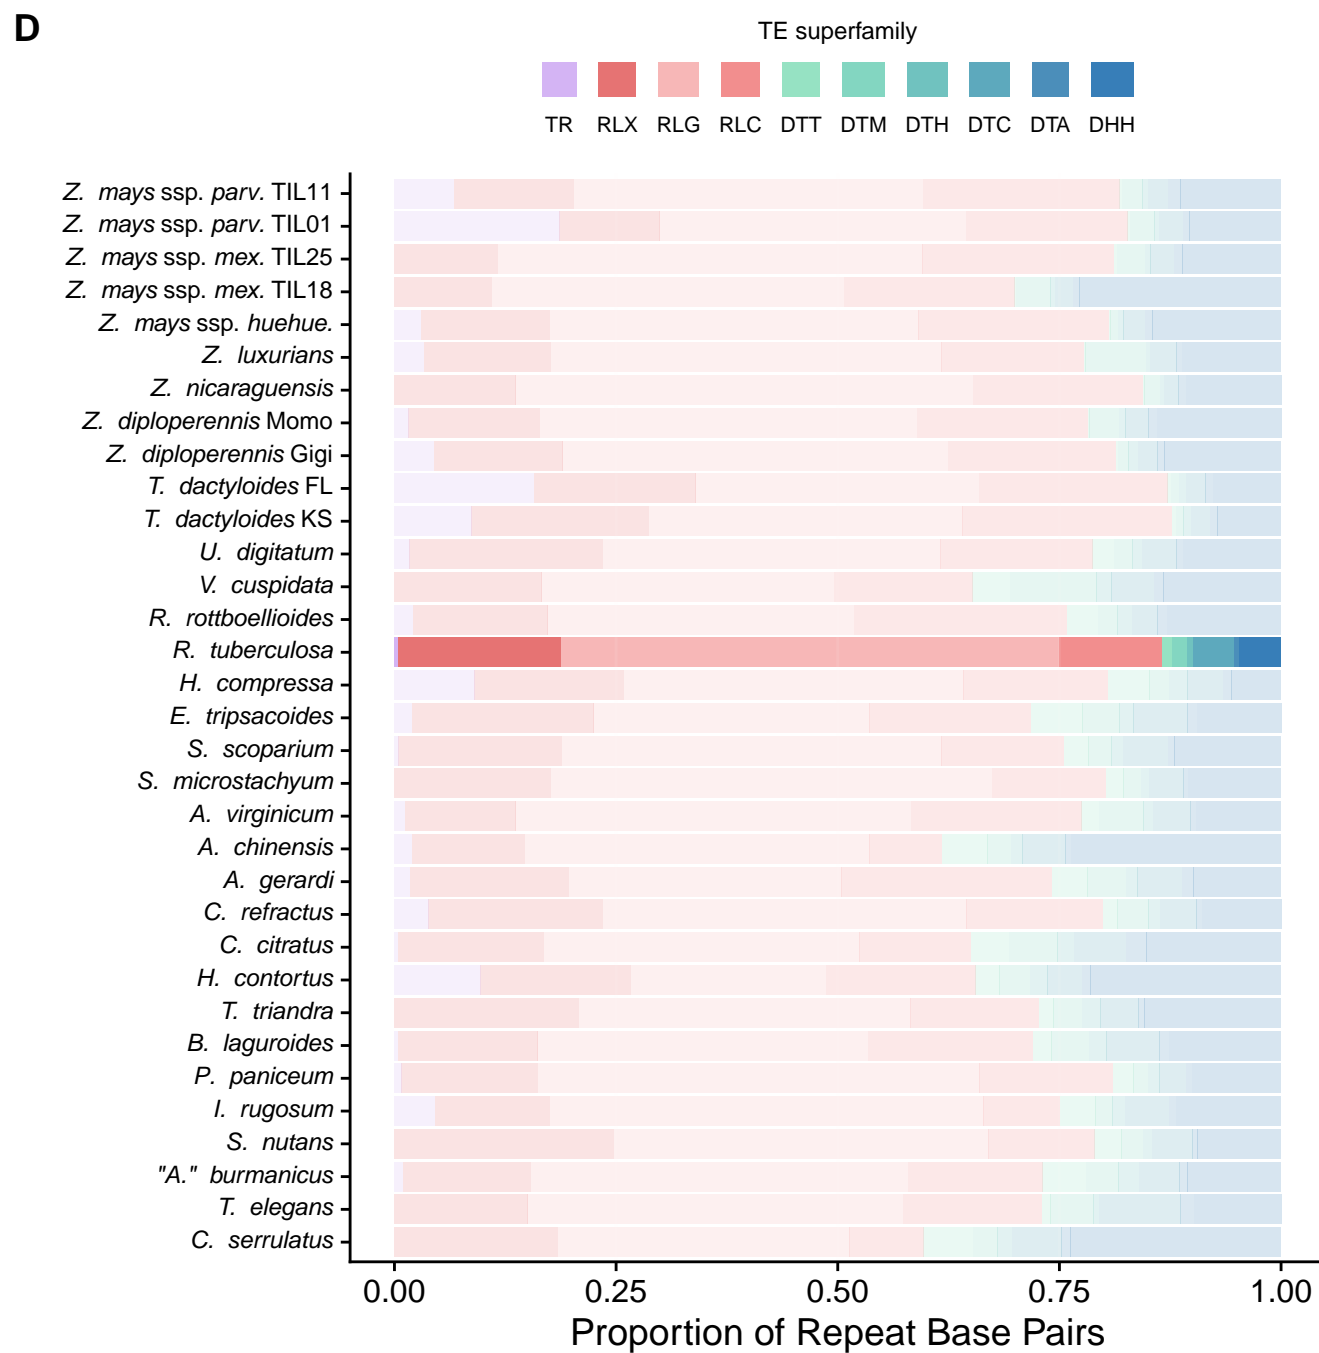 D
TE superfamily
TR RLX RLG RLC DTT DTM DTH DTC DTA DHH
Z. mays ssp. parv. TIL11
Z. mays ssp. parv. TIL01
Z. mays ssp. mex. TIL25
Z. mays ssp. mex. TIL18
Z. mays ssp. huehue.
Z. luxurians
Z. nicaraguensis
Z. diploperennis Momo
Z. diploperennis Gigi
T. dactyloides FL
T. dactyloides KS
U. digitatum
V. cuspidata
R. rottboellioides
R. tuberculosa
H. compressa
E. tripsacoides
S. scoparium
S. microstachyum
A. virginicum
A. chinensis
A. gerardi
C. refractus
C. citratus
H. contortus
T. triandra
B. laguroides
P. paniceum
I. rugosum
S. nutans
"A." burmanicus
T. elegans
C. serrulatus
0.00 0.25 0.50 0.75 1.00
Proportion of Repeat Base Pairs